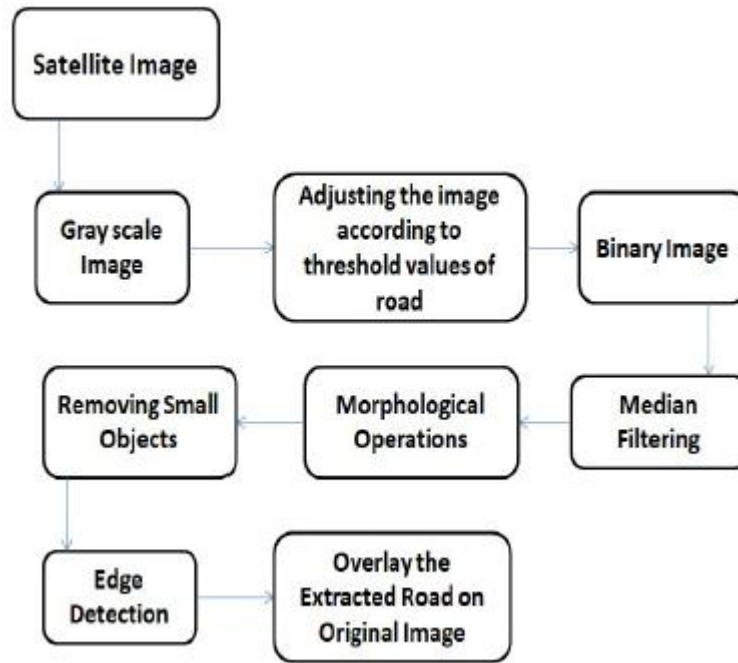 Satellite Image
Gray scale
Image
Adjusting the image
according to
threshold values of
road
Binary Image
Median
Filtering
Morphological
Operations
Removing Small
Objects
Edge
Detection
Overlay the
Extracted Road on
Original Image